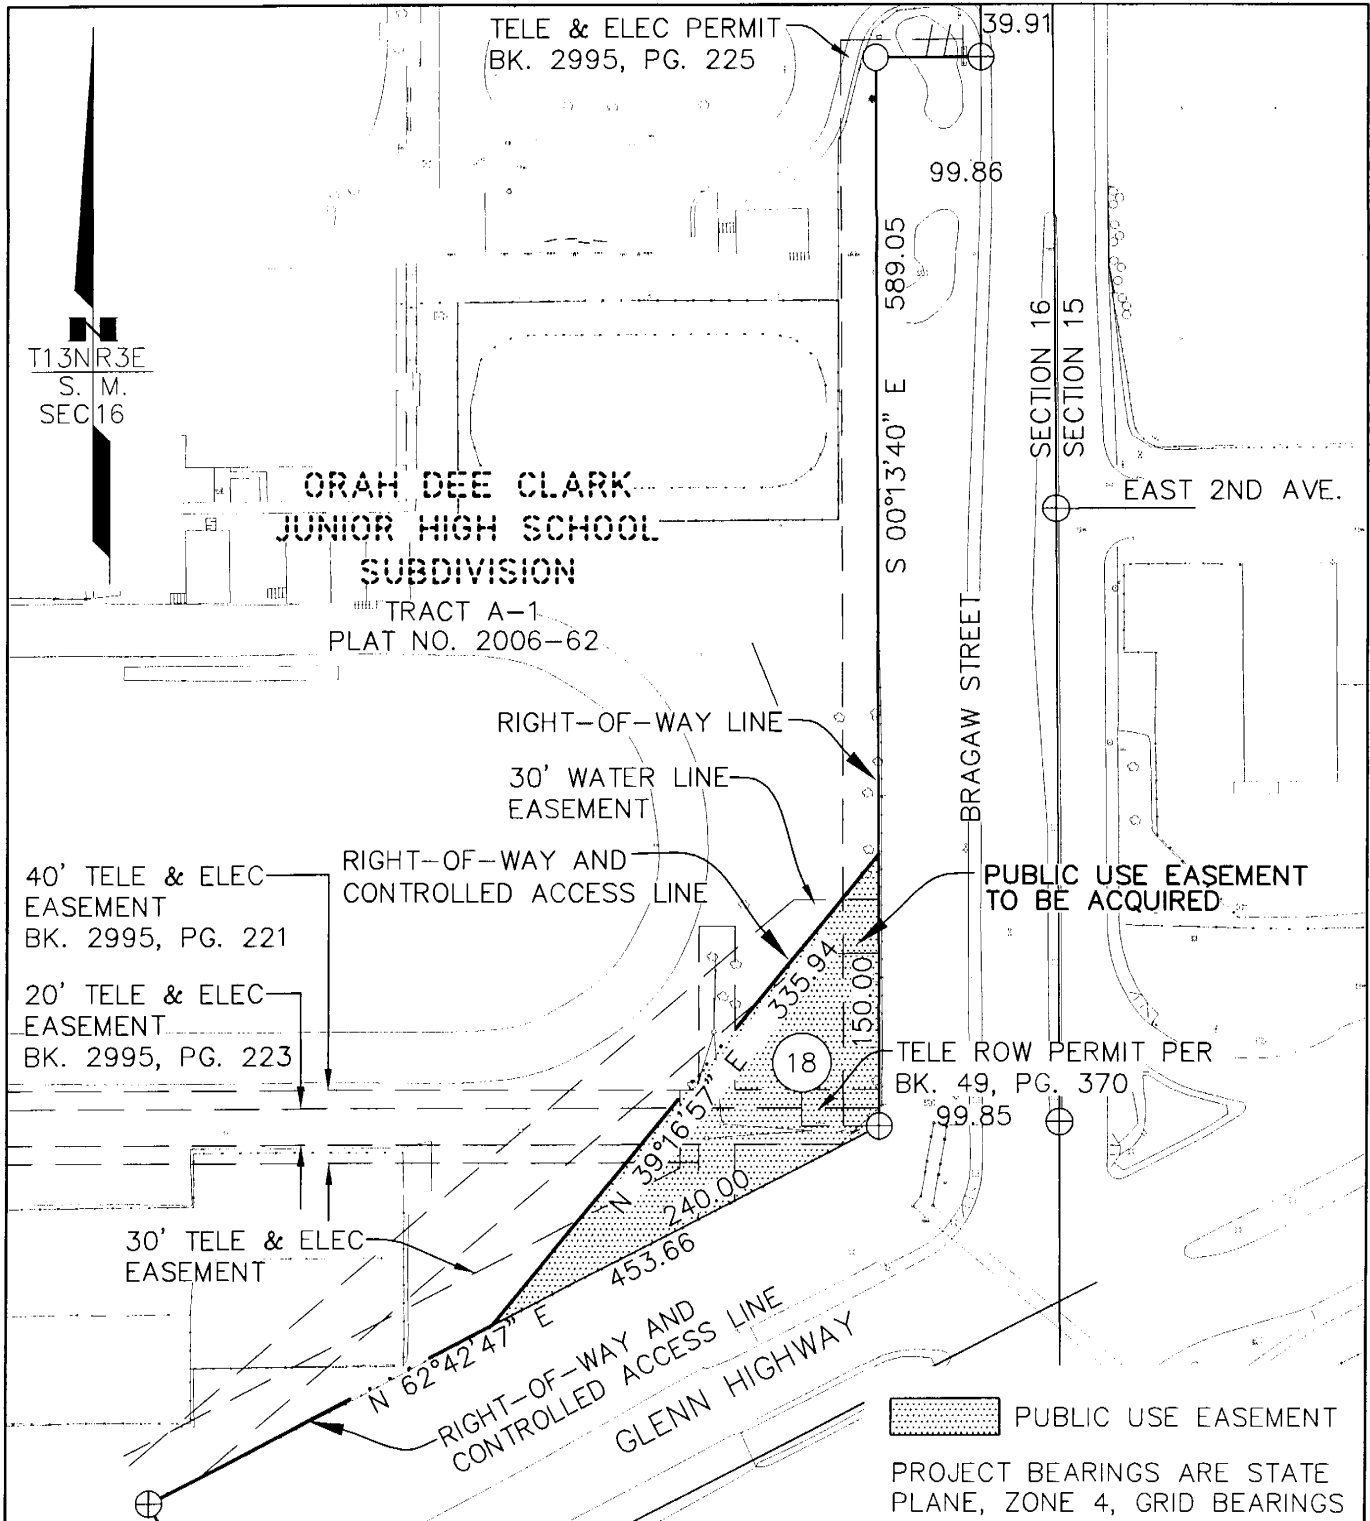 TELE & ELEC PERMIT
BK. 2995, PG. 225
39.91
99.86
589.05
S 00°13'40" E
SECTION 16
SECTION 15
N
T13N R3E
S. M.
SEC 16
EAST 2ND AVE.
ORAH DEE CLARK
JUNIOR HIGH SCHOOL
SUBDIVISION
TRACT A-1
PLAT NO. 2006-62
BRAGAW STREET
RIGHT-OF-WAY LINE
30' WATER LINE
EASEMENT
RIGHT-OF-WAY AND
CONTROLLED ACCESS LINE
PUBLIC USE EASEMENT
TO BE ACQUIRED
40' TELE & ELEC
EASEMENT
BK. 2995, PG. 221
20' TELE & ELEC
EASEMENT
BK. 2995, PG. 223
335.94
150.00
18
TELE ROW PERMIT PER
BK. 49, PG. 370
99.85
N 39°16'57" E
240.00
453.66
30' TELE & ELEC
EASEMENT
N 62°42'47" E
RIGHT-OF-WAY AND
CONTROLLED ACCESS LINE
GLENN HIGHWAY
PUBLIC USE EASEMENT
PROJECT BEARINGS ARE STATE
PLANE, ZONE 4, GRID BEARINGS